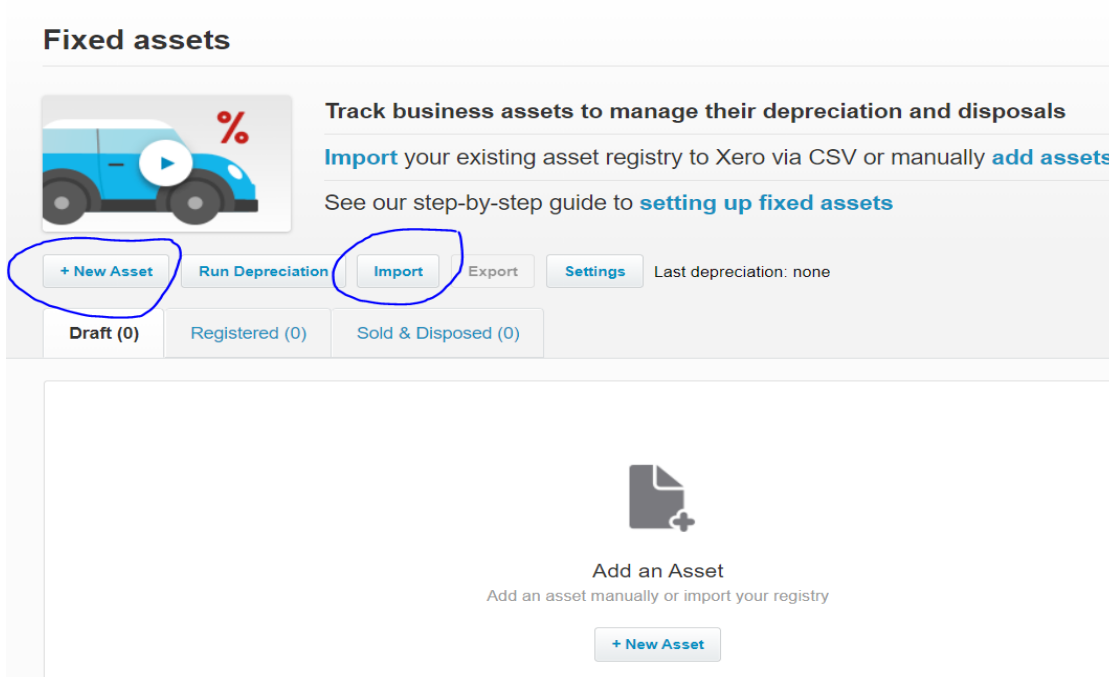 Fixed assets
%
Track business assets to manage their depreciation and disposals
Import your existing asset registry to Xero via CSV or manually add assets
See our step-by-step guide to setting up fixed assets
+ New Asset Run Depreciation Import Export Settings Last depreciation: none
Draft (0) Registered (0) Sold & Disposed (0)
Add an Asset
Add an asset manually or import your registry
+ New Asset